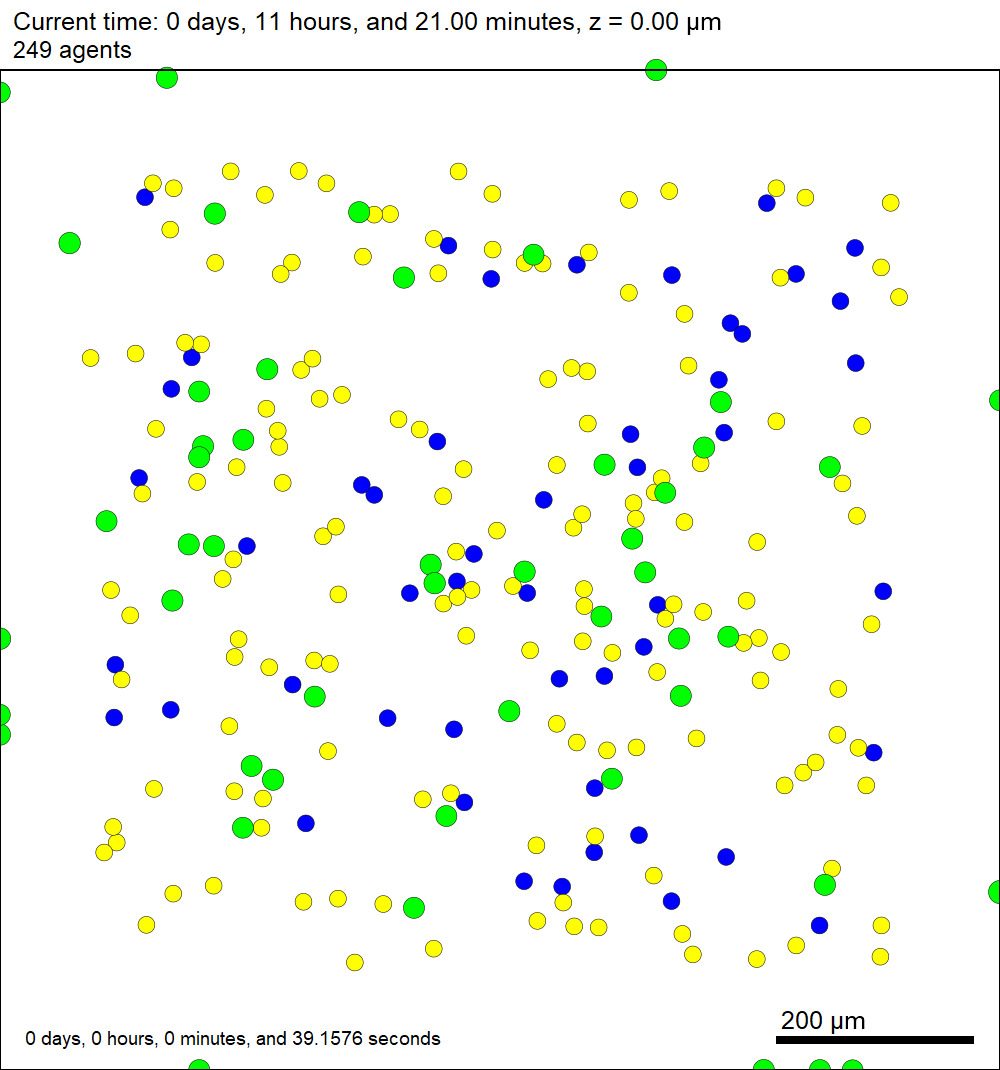 Current time: 0 days, 11 hours, and 21.00 minutes, z = 0.00 µm
249 agents
200 µm
0 days, 0 hours, 0 minutes, and 39.1576 seconds